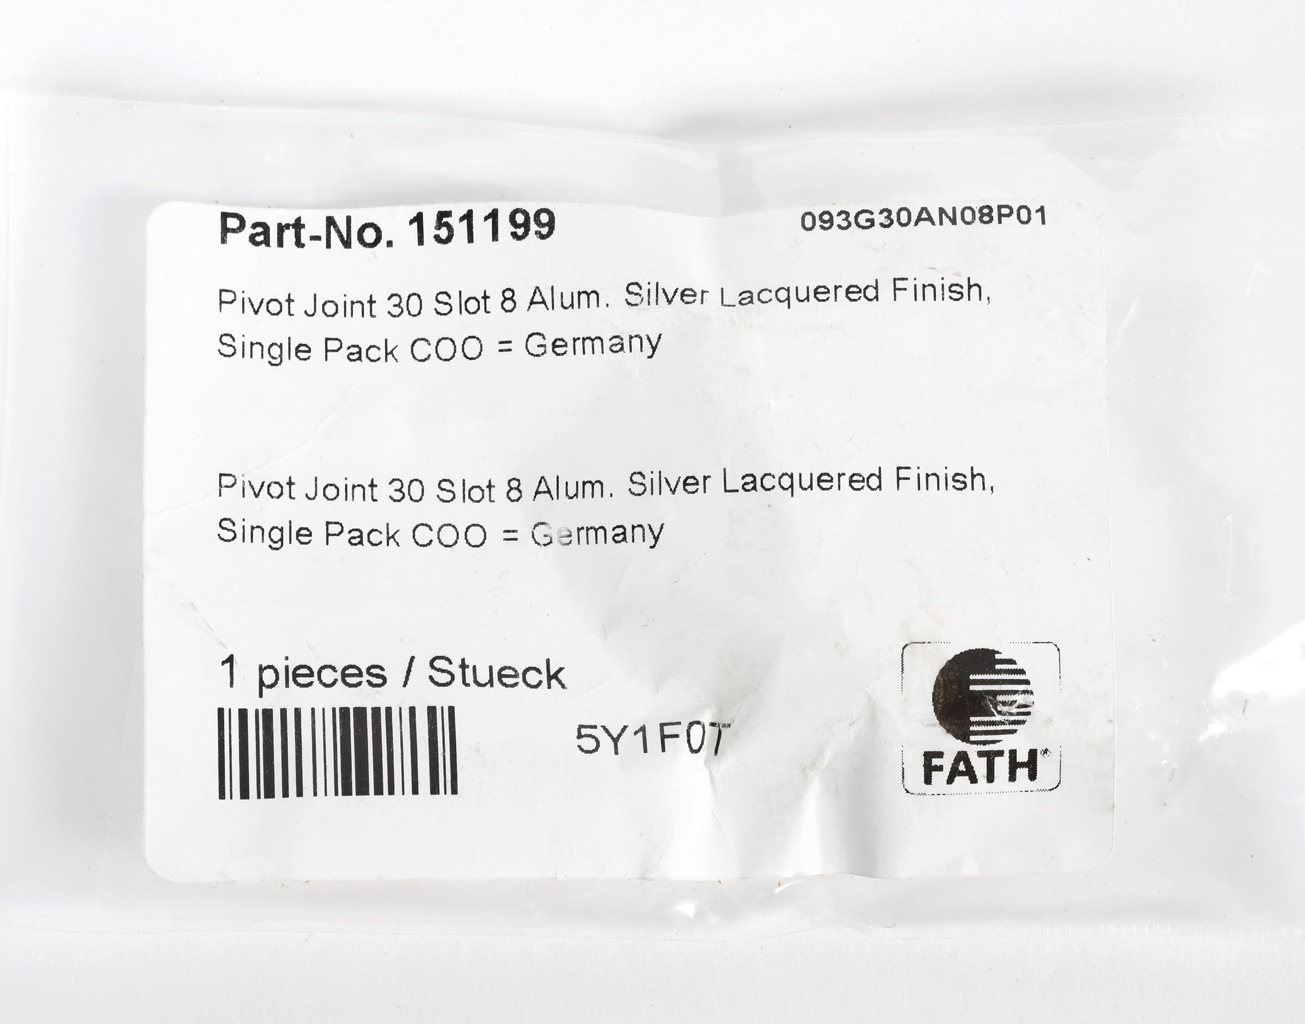 Part-No. 151199
093G30AN08P01
Pivot Joint 30 Slot 8 Alum. Silver Lacquered Finish,
Single Pack COO = Germany
Pivot Joint 30 Slot 8 Alum. Silver Lacquered Finish,
Single Pack COO = Germany
1 pieces / Stueck
FATH®